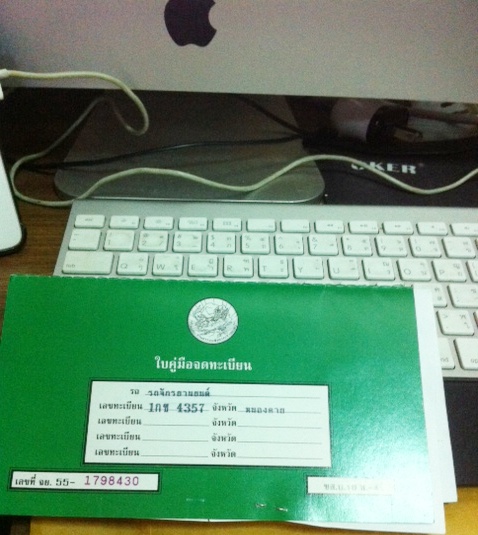 OKER
ใบคู่มือจดทะเบียน
รถ รถจักรยานยนต์
เลขทะเบียน 1กซ 4357 จังหวัด หนองคาย
เลขทะเบียน จังหวัด
เลขทะเบียน จังหวัด
เลขทะเบียน จังหวัด
เลขที่ จย. 55- 1798430